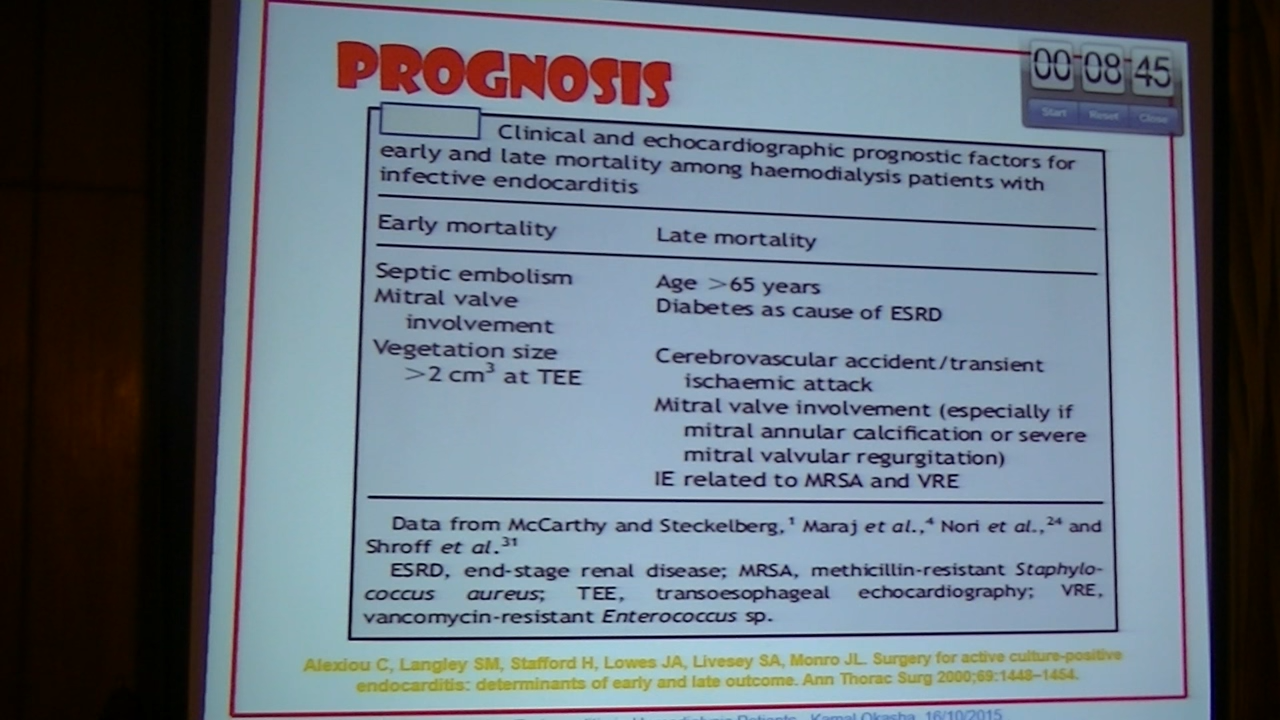 PROGNOSIS
00 08 45
Start Reset Close
Clinical and echocardiographic prognostic factors for
early and late mortality among haemodialysis patients with
infective endocarditis
Early mortality
Late mortality
Septic embolism
Mitral valve
involvement
Vegetation size
>2 cm³ at TEE
Age >65 years
Diabetes as cause of ESRD
Cerebrovascular accident/transient
ischaemic attack
Mitral valve involvement (especially if
mitral annular calcification or severe
mitral valvular regurgitation)
IE related to MRSA and VRE
Data from McCarthy and Steckelberg,¹ Maraj et al.,⁴ Nori et al.,²⁴ and
Shroff et al.³¹
ESRD, end-stage renal disease; MRSA, methicillin-resistant Staphylo-
coccus aureus; TEE, transoesophageal echocardiography; VRE,
vancomycin-resistant Enterococcus sp.
Alexiou C, Langley SM, Stafford H, Lowes JA, Livesey SA, Monro JL. Surgery for active culture-positive
endocarditis: determinants of early and late outcome. Ann Thorac Surg 2000;69:1448–1454.
Patients, Kamal Okasha, 16/10/2015